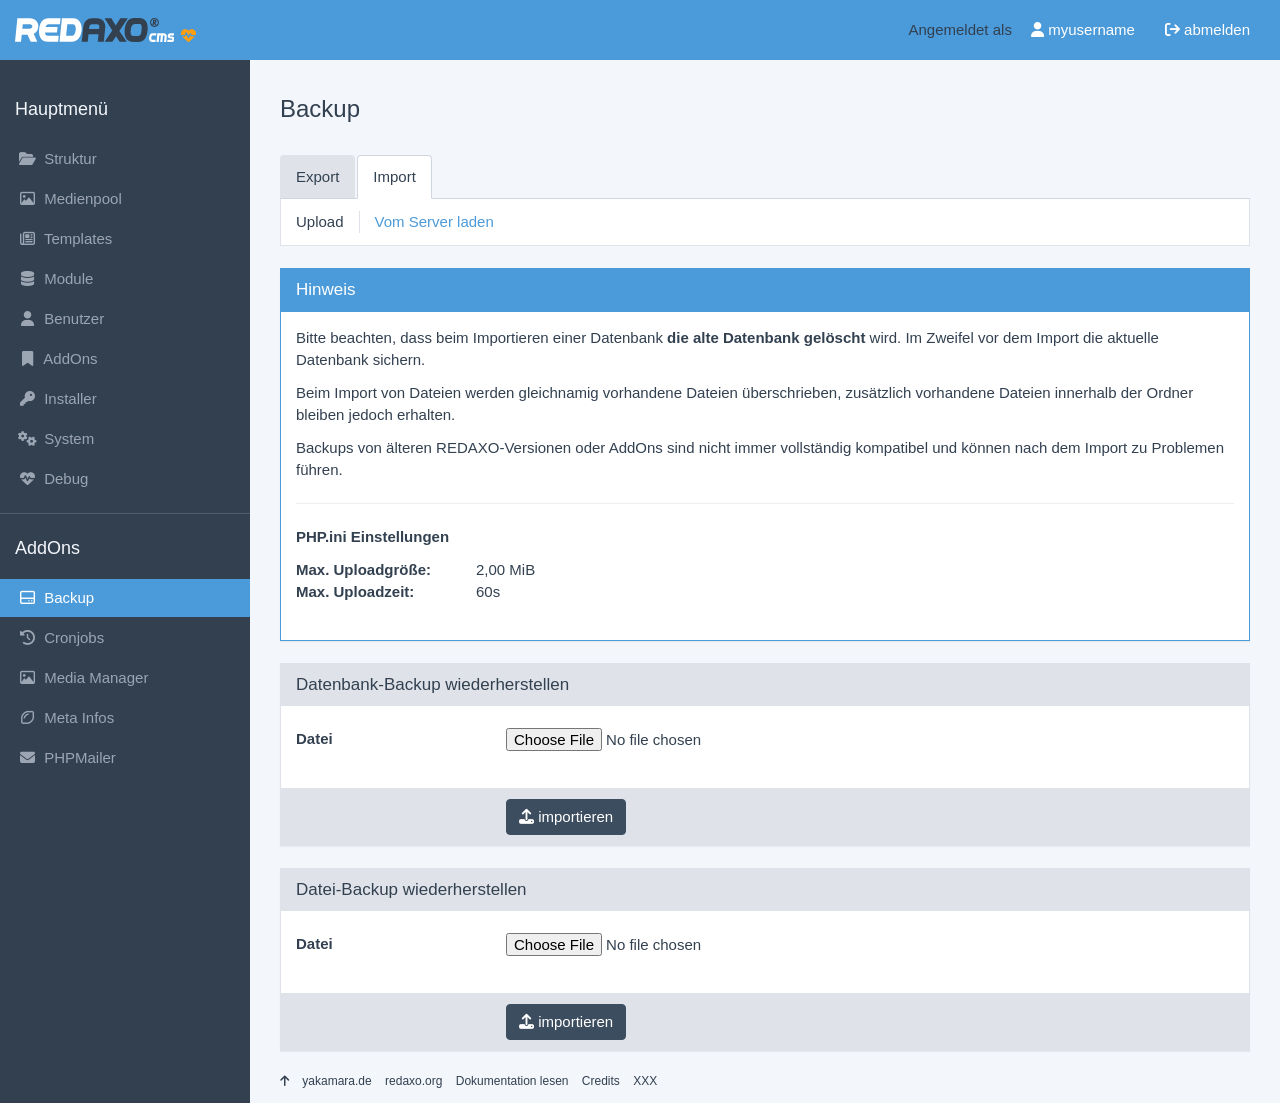 REDAXO® cms
Angemeldet als myusername abmelden
Hauptmenü
Struktur
Medienpool
Templates
Module
Benutzer
AddOns
Installer
System
Debug
AddOns
Backup
Cronjobs
Media Manager
Meta Infos
PHPMailer
Backup
Export Import
Upload Vom Server laden
Hinweis
Bitte beachten, dass beim Importieren einer Datenbank die alte Datenbank gelöscht wird. Im Zweifel vor dem Import die aktuelle
Datenbank sichern.
Beim Import von Dateien werden gleichnamig vorhandene Dateien überschrieben, zusätzlich vorhandene Dateien innerhalb der Ordner
bleiben jedoch erhalten.
Backups von älteren REDAXO-Versionen oder AddOns sind nicht immer vollständig kompatibel und können nach dem Import zu Problemen
führen.
PHP.ini Einstellungen
Max. Uploadgröße: 2,00 MiB
Max. Uploadzeit: 60s
Datenbank-Backup wiederherstellen
Datei Choose File No file chosen
importieren
Datei-Backup wiederherstellen
Datei Choose File No file chosen
importieren
yakamara.de redaxo.org Dokumentation lesen Credits XXX